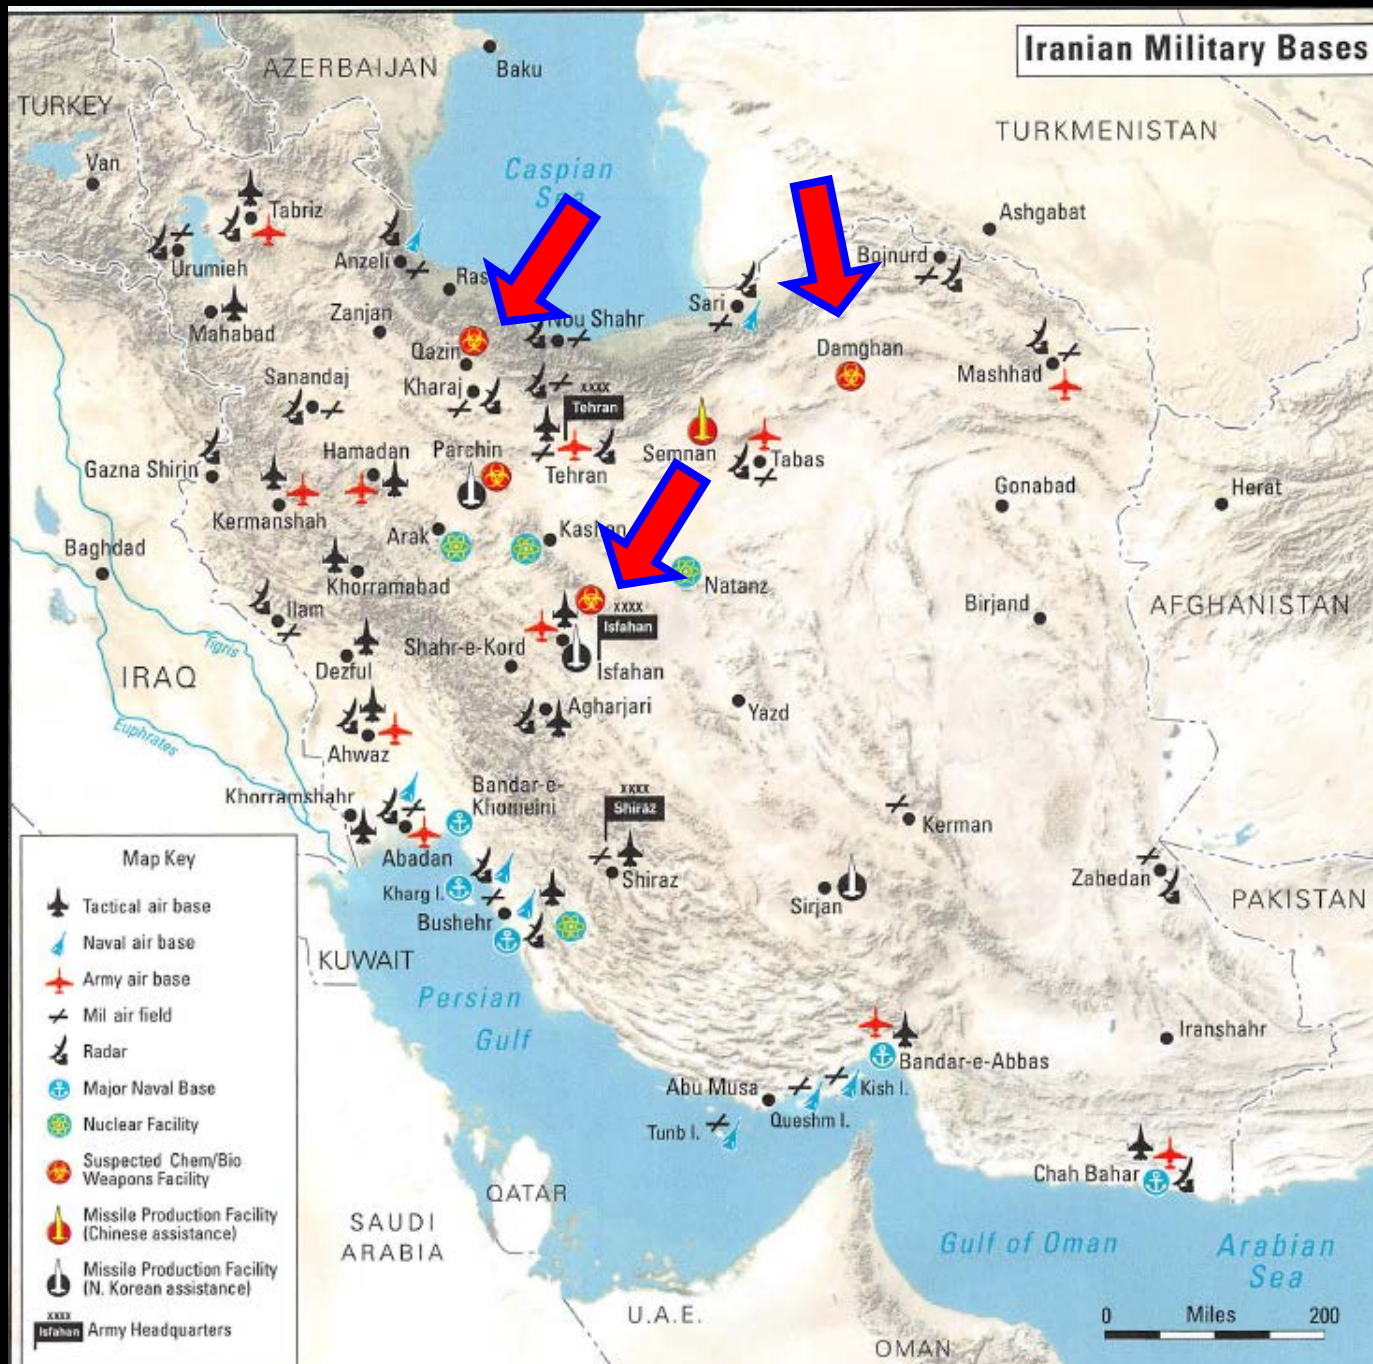 Iranian Military Bases
AZERBAIJAN
Baku
TURKEY
TURKMENISTAN
Van
Caspian
Tabriz
Ashgabat
Urumieh
Anzeli
Bojnurd
Sari
Mahabad
Zanjan
Nou Shahr
Qazin
Damghan
Mashhad
Sanandaj
Kharaj
xxxx
Tehran
Gazna Shirin
Hamadan
Parchin
Tehran
Semnan
Tabas
Kermanshah
Gonabad
Herat
Arak
Baghdad
Khorramabad
Natanz
Ilam
xxxx
Isfahan
Birjand
AFGHANISTAN
Tigris
IRAQ
Dezful
Shahr-e-Kord
Isfahan
Euphrates
Agharjari
Yazd
Ahwaz
Khorramshahr
Bandar-e-
Khomeini
xxxx
Shiraz
Kerman
Abadan
Kharg I.
Shiraz
Sirjan
Zahedan
PAKISTAN
Bushehr
KUWAIT
Persian
Gulf
Iranshahr
Bandar-e-Abbas
Abu Musa
Kish I.
Queshm I.
Tunb I.
Chah Bahar
QATAR
SAUDI
ARABIA
Gulf of Oman
Arabian
Sea
U.A.E.
OMAN
0 Miles 200
Map Key
Tactical air base
Naval air base
Army air base
Mil air field
Radar
Major Naval Base
Nuclear Facility
Suspected Chem/Bio
Weapons Facility
Missile Production Facility
(Chinese assistance)
Missile Production Facility
(N. Korean assistance)
xxxx
Isfahan Army Headquarters